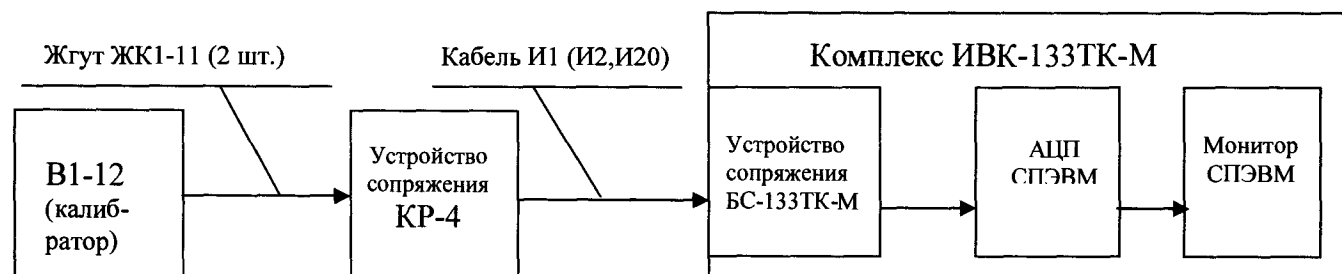 Жгут ЖК1-11 (2 шт.)
Кабель И1 (И2,И20)
Комплекс ИВК-133ТК-М
В1-12
(калиб-
ратор)
Устройство
сопряжения
КР-4
Устройство
сопряжения
БС-133ТК-М
АЦП
СПЭВМ
Монитор
СПЭВМ